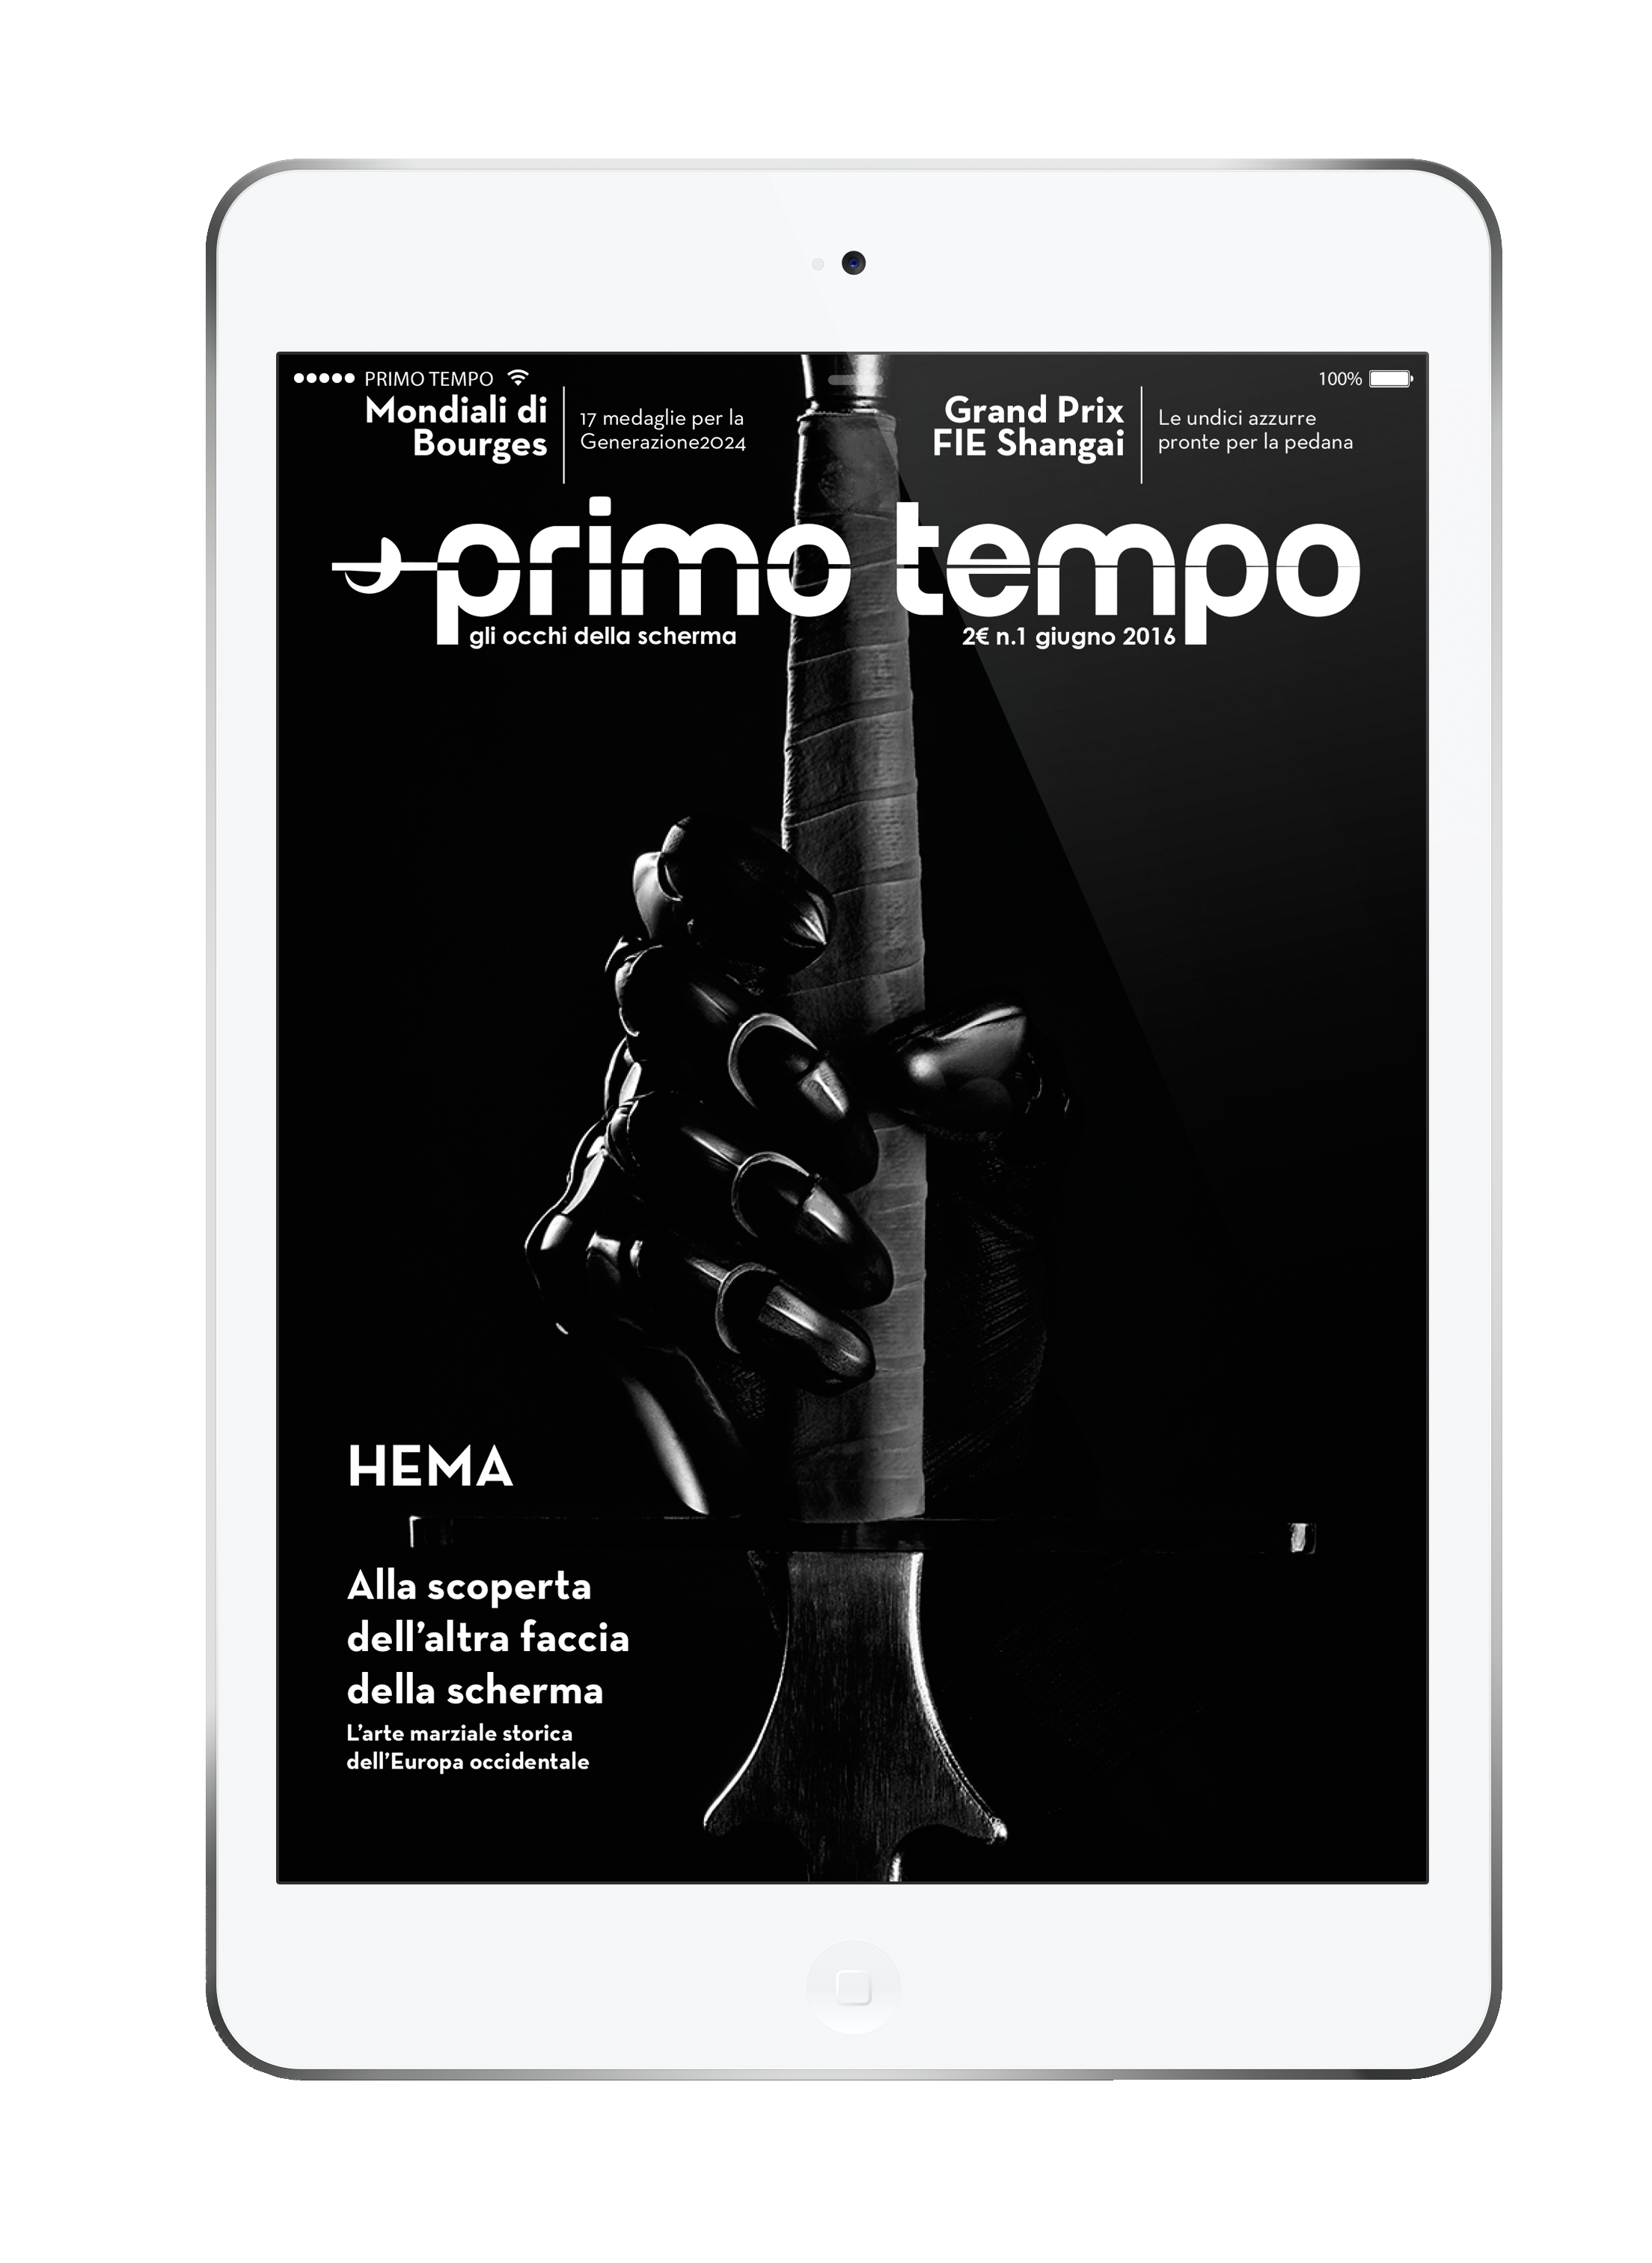 PRIMO TEMPO
100%
Mondiali di
Bourges
17 medaglie per la
Generazione2024
Grand Prix
FIE Shangai
Le undici azzurre
pronte per la pedana
primo tempo
gli occhi della scherma
2€ n.1 giugno 2016
HEMA
Alla scoperta
dell’altra faccia
della scherma
L’arte marziale storica
dell’Europa occidentale